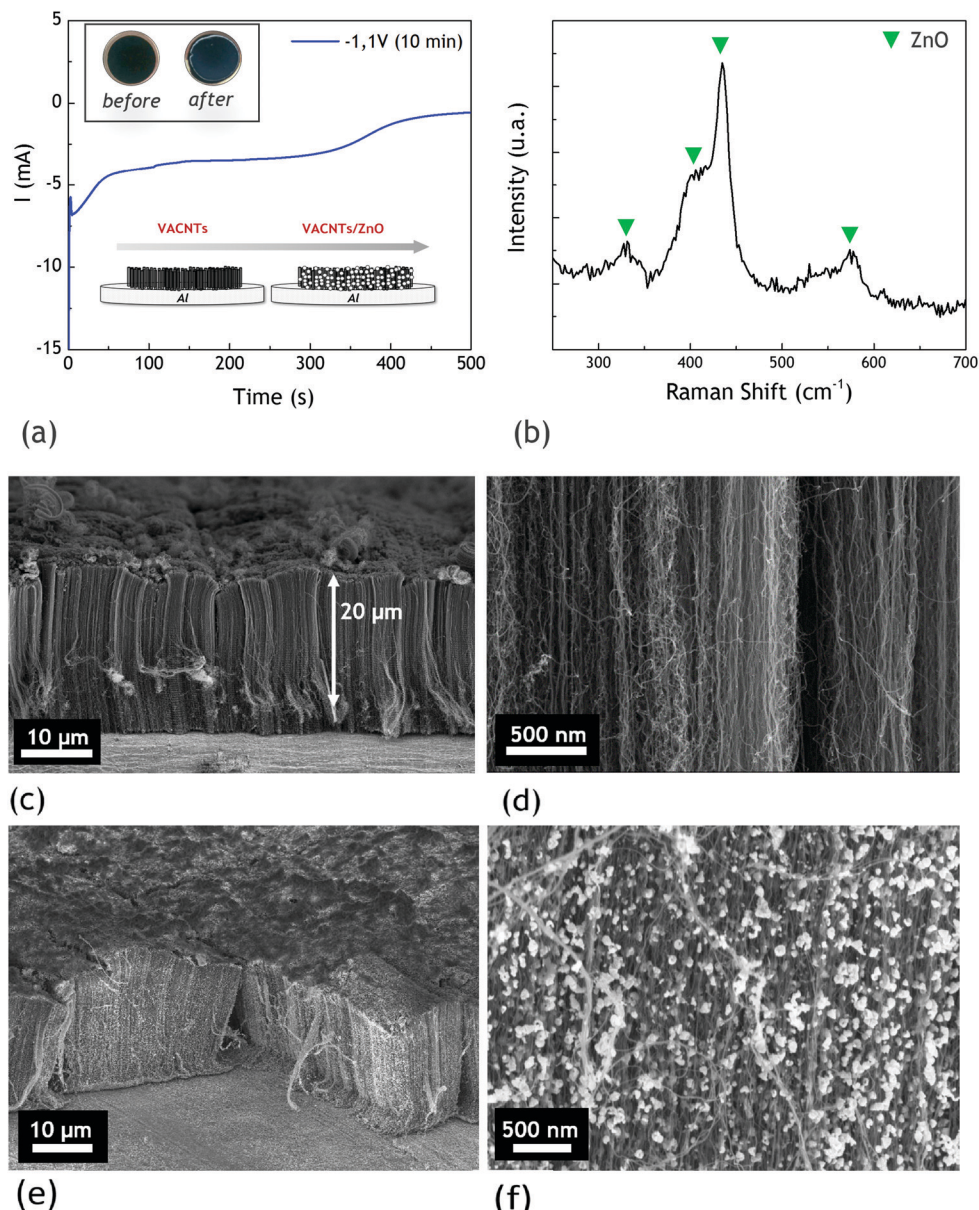 -1,1V (10 min)
before
after
5
0
-5
-10
-15
I (mA)
VACNTs
VACNTs/ZnO
Al
Al
0
100
200
300
400
500
Time (s)
(a)
ZnO
Intensity (u.a.)
300
400
500
600
700
Raman Shift (cm⁻¹)
(b)
20 µm
10 µm
(c)
500 nm
(d)
10 µm
(e)
500 nm
(f)